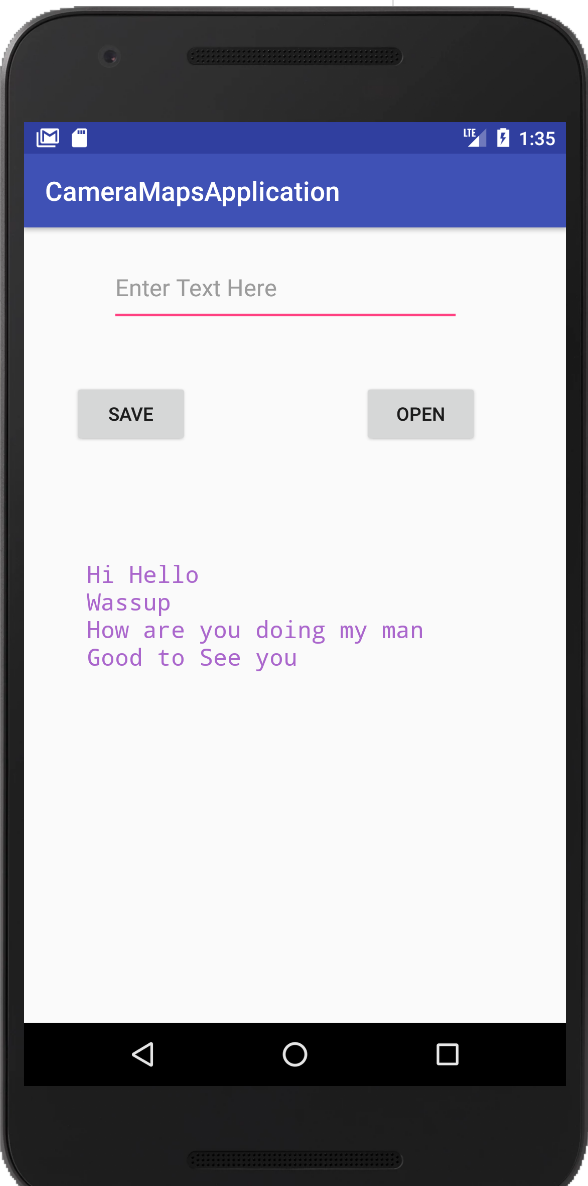 LTE 1:35
CameraMapsApplication
Enter Text Here
SAVE OPEN
Hi Hello
Wassup
How are you doing my man
Good to See you